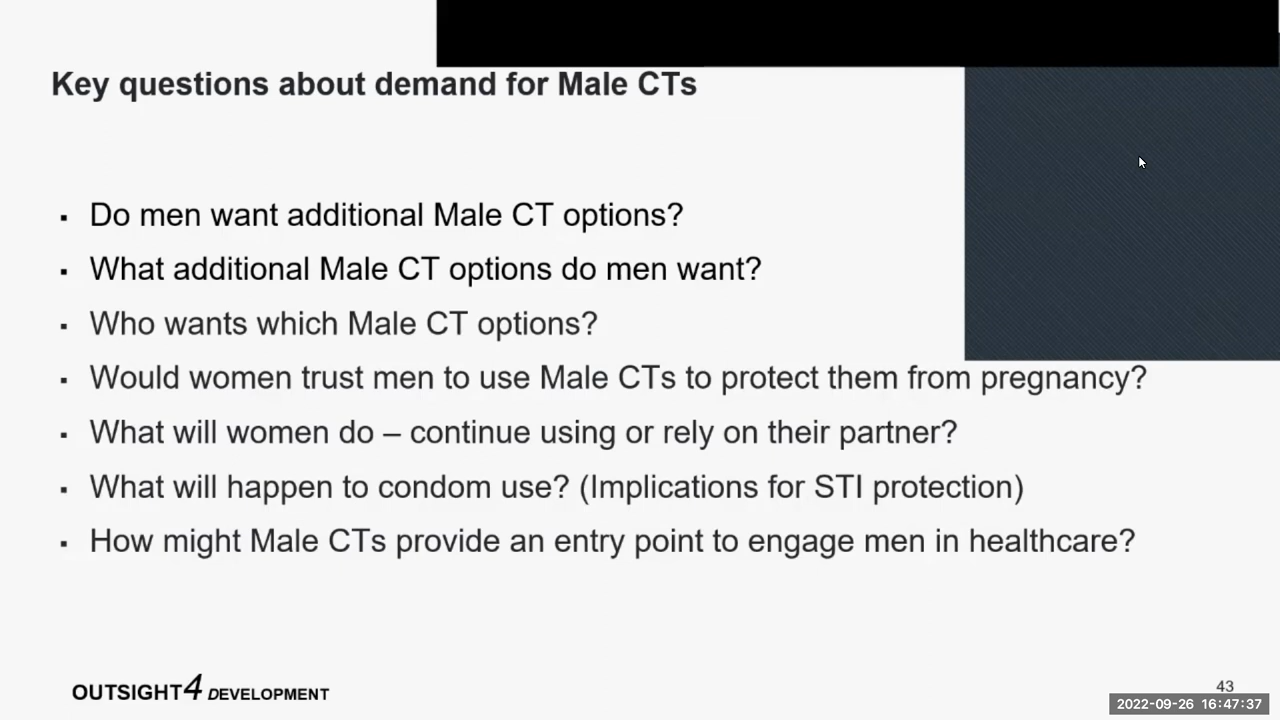 Key questions about demand for Male CTs
▪ Do men want additional Male CT options?
▪ What additional Male CT options do men want?
▪ Who wants which Male CT options?
▪ Would women trust men to use Male CTs to protect them from pregnancy?
▪ What will women do – continue using or rely on their partner?
▪ What will happen to condom use? (Implications for STI protection)
▪ How might Male CTs provide an entry point to engage men in healthcare?
OUTSIGHT4 DEVELOPMENT
43
2022-09-26 16:47:37